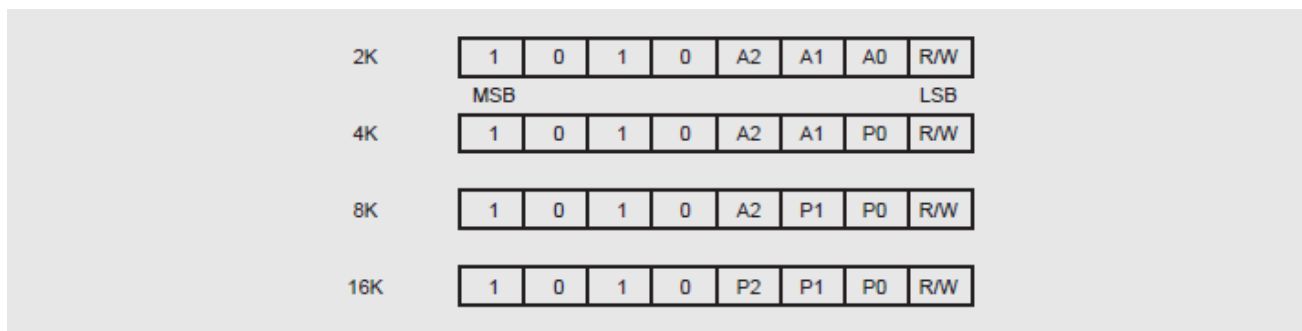 2K 1 0 1 0 A2 A1 A0 R/W
MSB LSB
4K 1 0 1 0 A2 A1 P0 R/W
8K 1 0 1 0 A2 P1 P0 R/W
16K 1 0 1 0 P2 P1 P0 R/W